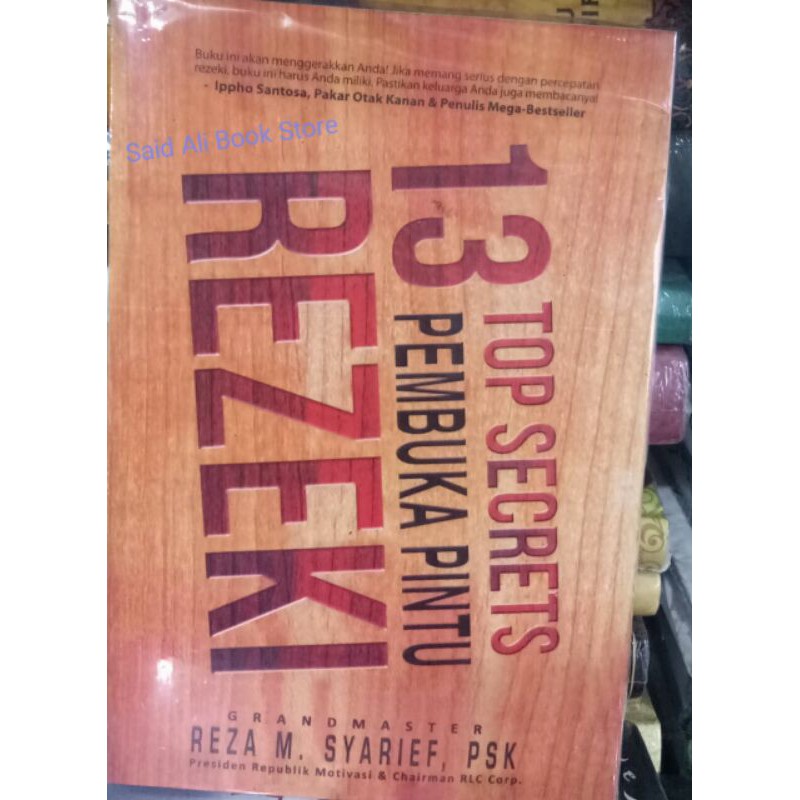 Buku ini akan menggerakkan Anda! Jika memang serius dengan percepatan
rezeki, buku ini harus Anda miliki. Pastikan keluarga Anda juga membacanya!
- Ippho Santosa, Pakar Otak Kanan & Penulis Mega-Bestseller
Said Ali Book Store
13 TOP SECRETS
PEMBUKA PINTU
REZEKI
GRANDMASTER
REZA M. SYARIEF, PSK
Presiden Republik Motivasi & Chairman RLC Corp.